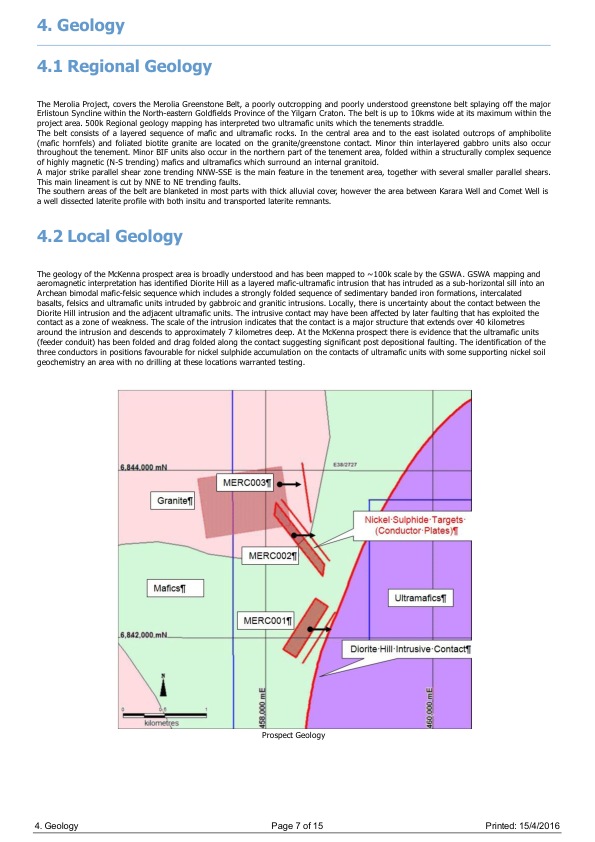 4. Geology
4.1 Regional Geology
The Merolia Project, covers the Merolia Greenstone Belt, a poorly outcropping and poorly understood greenstone belt splaying off the major
Erlistoun Syncline within the North-eastern Goldfields Province of the Yilgarn Craton. The belt is up to 10kms wide at its maximum within the
project area. 500k Regional geology mapping has interpreted two ultramafic units which the tenements straddle.
The belt consists of a layered sequence of mafic and ultramafic rocks. In the central area and to the east isolated outcrops of amphibolite
(mafic hornfels) and foliated biotite granite are located on the granite/greenstone contact. Minor thin interlayered gabbro units also occur
throughout the tenement. Minor BIF units also occur in the northern part of the tenement area, folded within a structurally complex sequence
of highly magnetic (N-S trending) mafics and ultramafics which surround an internal granitoid.
A major strike parallel shear zone trending NNW-SSE is the main feature in the tenement area, together with several smaller parallel shears.
This main lineament is cut by NNE to NE trending faults.
The southern areas of the belt are blanketed in most parts with thick alluvial cover, however the area between Karara Well and Comet Well is
a well dissected laterite profile with both insitu and transported laterite remnants.
4.2 Local Geology
The geology of the McKenna prospect area is broadly understood and has been mapped to ~100k scale by the GSWA. GSWA mapping and
aeromagnetic interpretation has identified Diorite Hill as a layered mafic-ultramafic intrusion that has intruded as a sub-horizontal sill into an
Archean bimodal mafic-felsic sequence which includes a strongly folded sequence of sedimentary banded iron formations, intercalated
basalts, felsics and ultramafic units intruded by gabbroic and granitic intrusions. Locally, there is uncertainty about the contact between the
Diorite Hill intrusion and the adjacent ultramafic units. The intrusive contact may have been affected by later faulting that has exploited the
contact as a zone of weakness. The scale of the intrusion indicates that the contact is a major structure that extends over 40 kilometres
around the intrusion and descends to approximately 7 kilometres deep. At the McKenna prospect there is evidence that the ultramafic units
(feeder conduit) has been folded and drag folded along the contact suggesting significant post depositional faulting. The identification of the
three conductors in positions favourable for nickel sulphide accumulation on the contacts of ultramafic units with some supporting nickel soil
geochemistry an area with no drilling at these locations warranted testing.
6,844,000 mN
E38/2727
MERC003¶
Granite¶
Nickel·Sulphide·Targets·
(Conductor·Plates)¶
MERC002¶
Mafics¶
Ultramafics¶
MERC001¶
6,842,000 mN
Diorite·Hill·Intrusive·Contact¶
N
458,000 mE
460,000 mE
0 0.5 1
kilometres
Prospect Geology
4. Geology Page 7 of 15 Printed: 15/4/2016